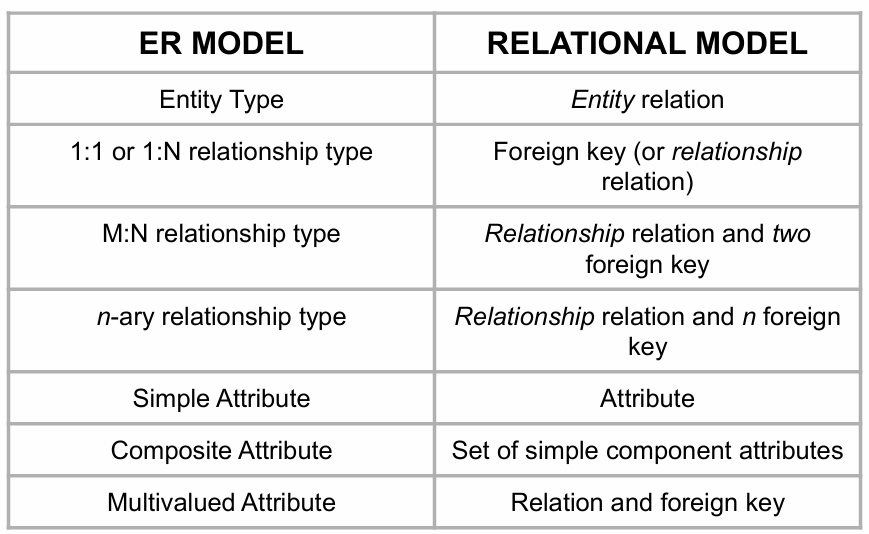 ER MODEL
RELATIONAL MODEL
Entity Type
Entity relation
1:1 or 1:N relationship type
Foreign key (or relationship
relation)
M:N relationship type
Relationship relation and two
foreign key
n-ary relationship type
Relationship relation and n foreign
key
Simple Attribute
Attribute
Composite Attribute
Set of simple component attributes
Multivalued Attribute
Relation and foreign key